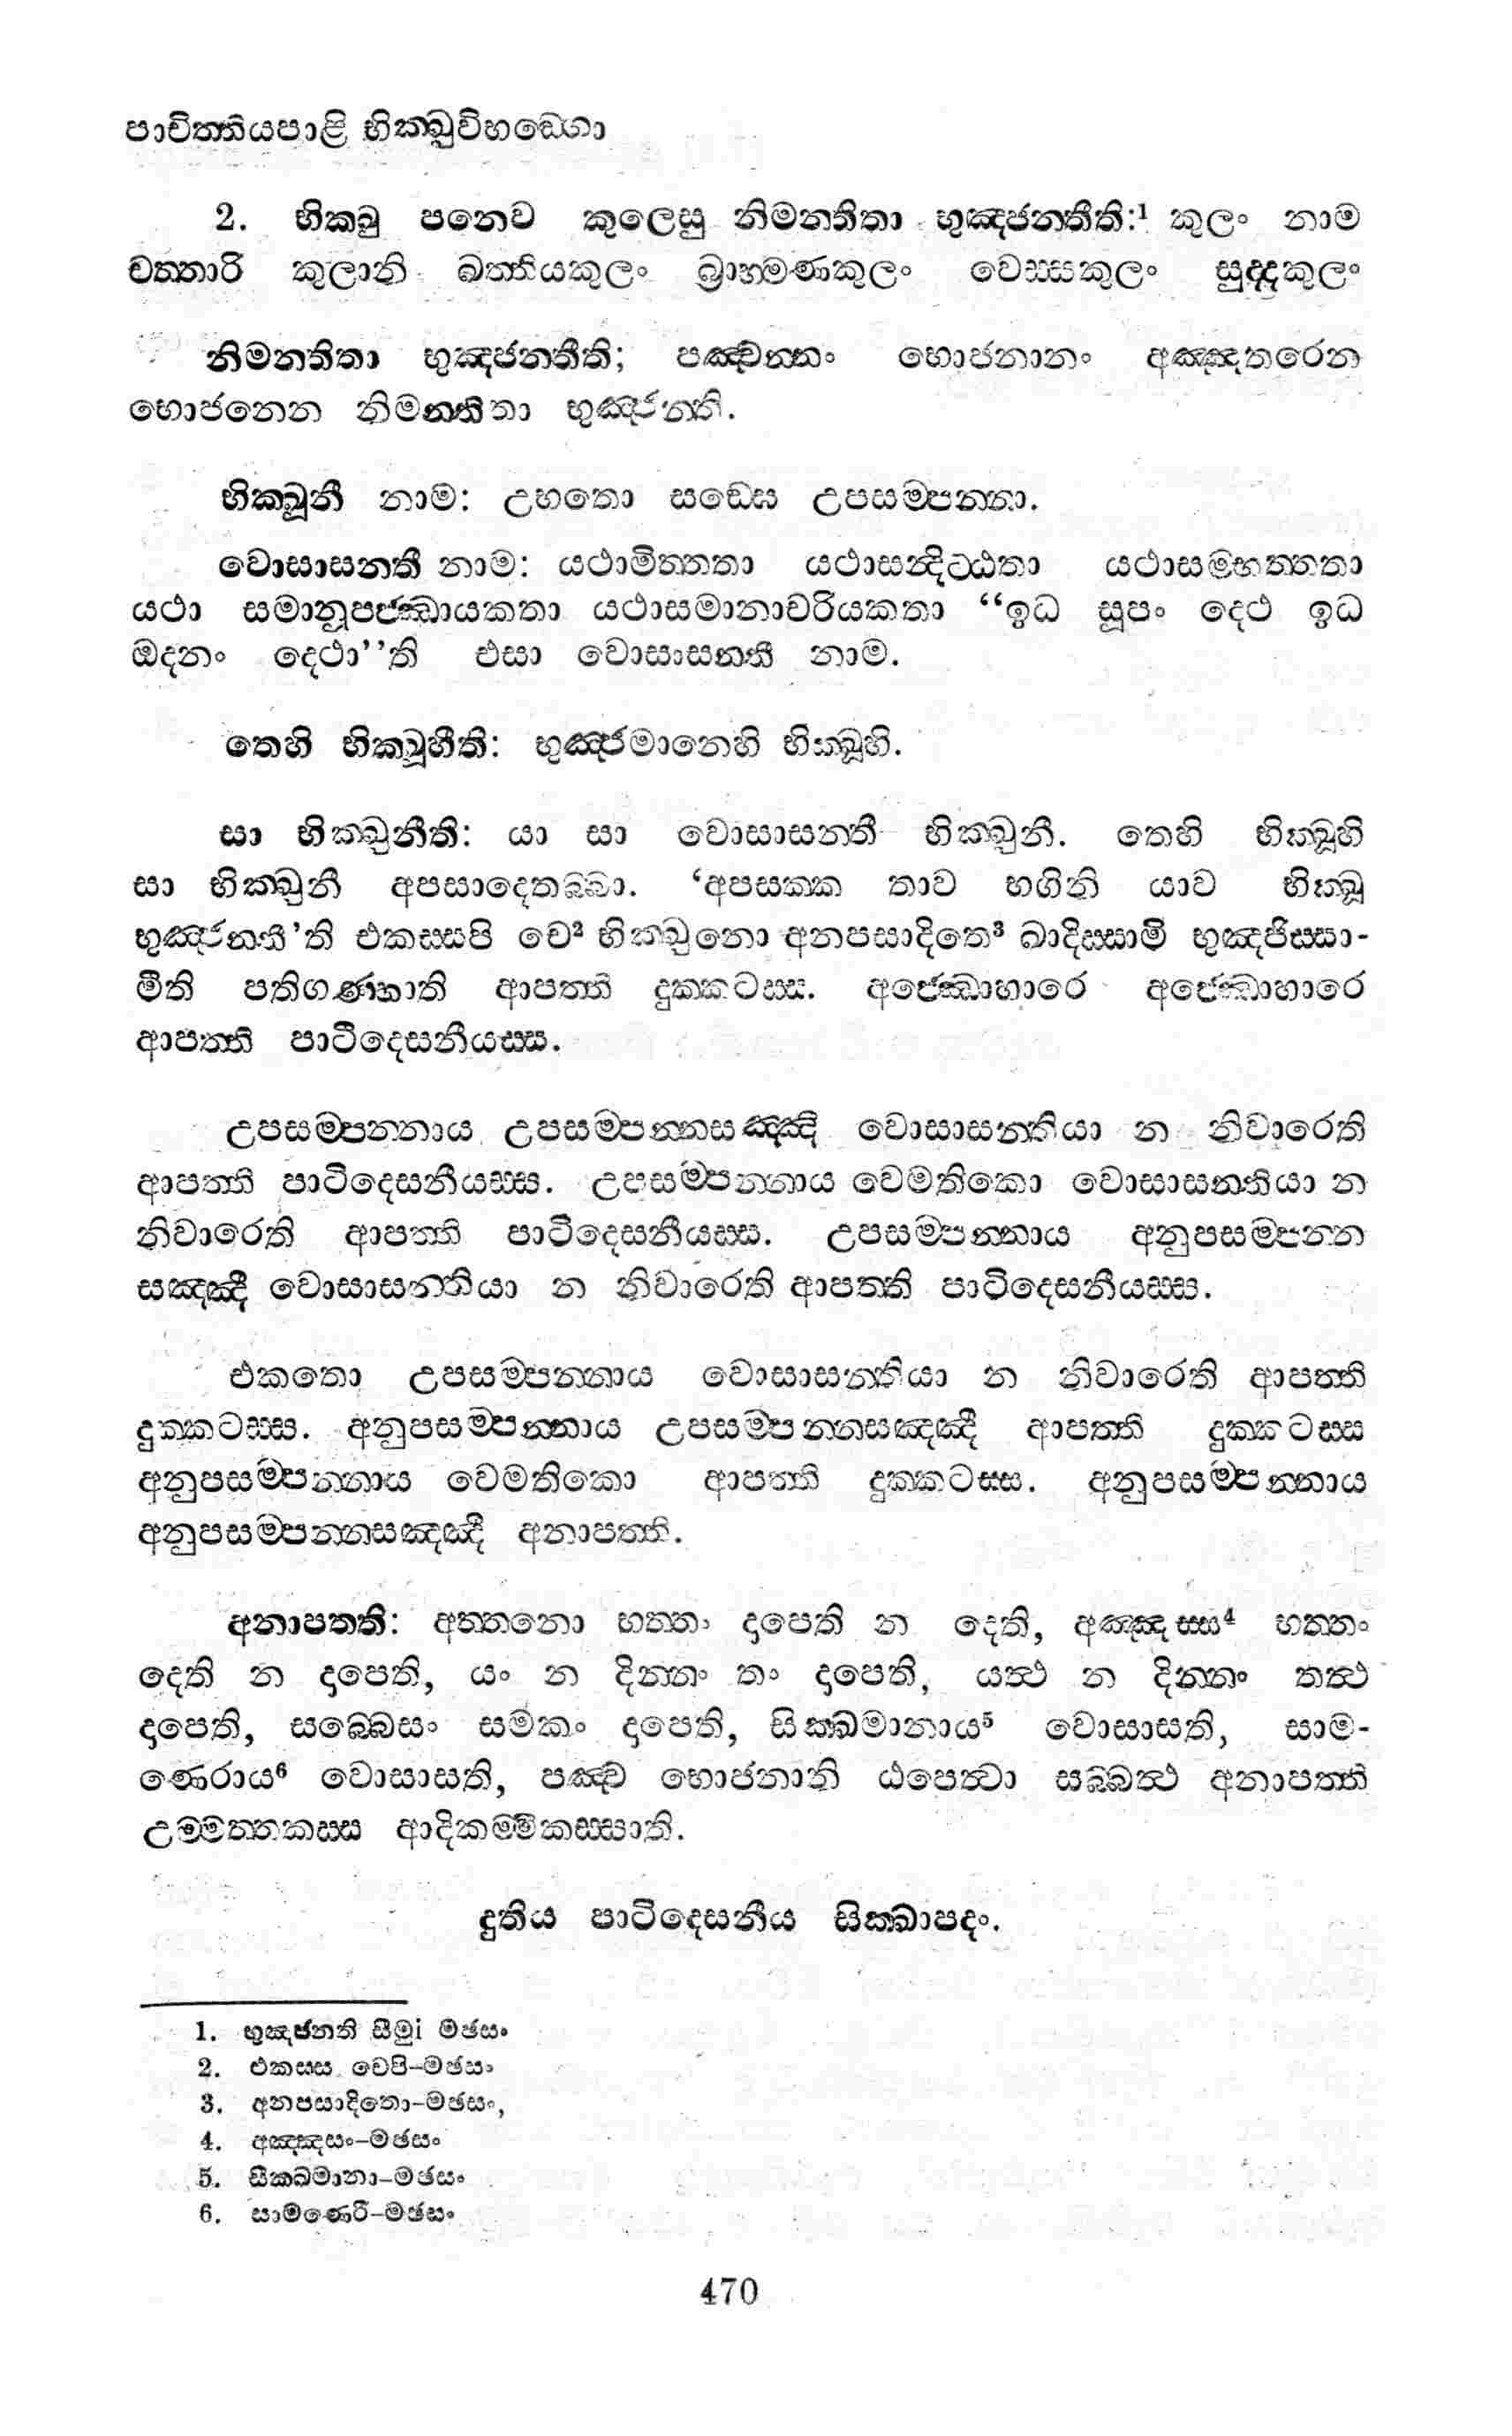 පාචිත්තියපාළි භික්ඛුවිභඞ්ගො
2. භික්ඛු පනෙව කුලෙසු නිමන්තිතා භුඤ්ජන්තීති:¹ කුලං නාම
චත්තාරි කුලානි ඛත්තියකුලං බ්‍රාහ්මණකුලං වෙස්සකුලං සුද්දකුලං
නිමන්තිතා භුඤ්ජන්තීති; පඤ්චන්නං භොජනානං අඤ්ඤතරෙන
භොජනෙන නිමන්තිතා භුඤ්ජන්ති.
භික්ඛූනී නාම: උභතො සඞ්ඝෙ උපසම්පන්නා.
වොසාසන්තී නාම: යථාමිත්තතා යථාසන්දිට්ඨතා යථාසම්භත්තතා
යථා සමානූපජ්ඣායකතා යථාසමානාචරියකතා “ඉධ සූපං දෙථ ඉධ
ඔදනං දෙථා”ති එසා වොසාසන්තී නාම.
තෙහි භික්ඛූහීති: භුඤ්ජමානෙහි භික්ඛූහි.
සා භික්ඛුනීති: යා සා වොසාසන්තී භික්ඛුනී. තෙහි භික්ඛූහි
සා භික්ඛුනී අපසාදෙතබ්බා. ‘අපසක්ක තාව භගිනි යාව භික්ඛූ
භුඤ්ජන්තී’ති එකස්සපි චෙ² භික්ඛුනො අනපසාදිතෙ³ ඛාදිස්සාමි භුඤ්ජිස්සා-
මීති පතිගණ්හාති ආපත්ති දුක්කටස්ස. අජ්ඣොහාරෙ අජ්ඣොහාරෙ
ආපත්ති පාටිදෙසනීයස්ස.
උපසම්පන්නාය උපසම්පන්නසඤ්ඤි වොසාසන්තියා න නිවාරෙති
ආපත්ති පාටිදෙසනීයස්ස. උපසම්පන්නාය වෙමතිකො වොසාසන්තියා න
නිවාරෙති ආපත්ති පාටිදෙසනීයස්ස. උපසම්පන්නාය අනුපසම්පන්න
සඤ්ඤී වොසාසන්තියා න නිවාරෙති ආපත්ති පාටිදෙසනීයස්ස.
එකතො උපසම්පන්නාය වොසාසන්තියා න නිවාරෙති ආපත්ති
දුක්කටස්ස. අනුපසම්පන්නාය උපසම්පන්නසඤ්ඤී ආපත්ති දුක්කටස්ස
අනුපසම්පන්නාය වෙමතිකො ආපත්ති දුක්කටස්ස. අනුපසම්පන්නාය
අනුපසම්පන්නසඤ්ඤී අනාපත්ති.
අනාපත්ති: අත්තනො භත්තං දාපෙති න දෙති, අඤ්ඤස්ස⁴ භත්තං
දෙති න දාපෙති, යං න දින්නං තං දාපෙති, යත්ථ න දින්නං තත්ථ
දාපෙති, සබ්බෙසං සමකං දාපෙති, සික්ඛමානාය⁵ වොසාසති, සාම-
ණෙරාය⁶ වොසාසති, පඤ්ච භොජනානි ඨපෙත්වා සබ්බත්ථ අනාපත්ති
උම්මත්තකස්ස ආදිකම්මිකස්සාති.
දුතිය පාටිදෙසනීය සික්ඛාපදං.
1. භුඤ්ජන්ති සීමුi මඡසං
2. එකස්ස චෙපි-මඡසං
3. අනපසාදිතො-මඡසං,
4. අඤ්ඤසං-මඡසං
5. සීක්ඛමානා-මඡසං
6. සාමණෙරී-මඡසං
470